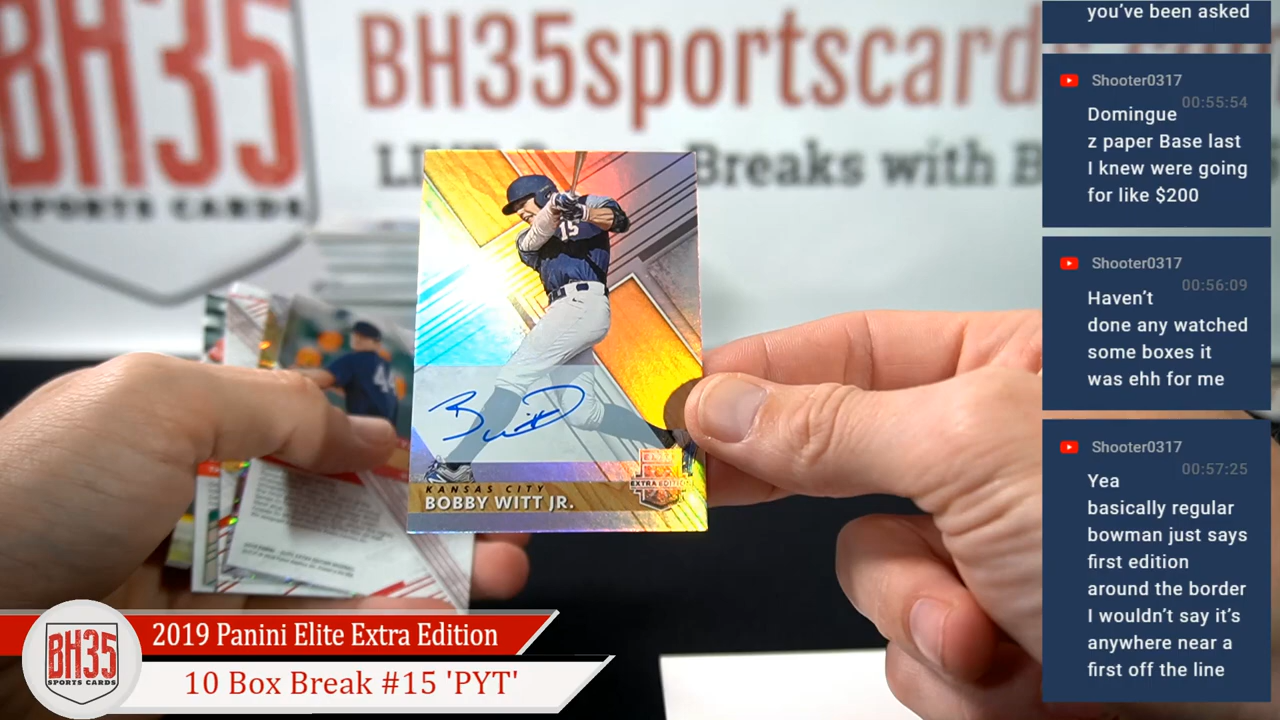 BH35
SPORTS CARDS
BH35sportscard
Breaks with B
15
44
KANSAS CITY
BOBBY WITT JR.
ELITE
EXTRA EDITION
BH35
SPORTS CARDS
2019 Panini Elite Extra Edition
10 Box Break #15 'PYT'
you've been asked
Shooter0317
00:55:54
Domingue
z paper Base last
I knew were going
for like $200
Shooter0317
00:56:09
Haven't
done any watched
some boxes it
was ehh for me
Shooter0317
00:57:25
Yea
basically regular
bowman just says
first edition
around the border
I wouldn't say it's
anywhere near a
first off the line